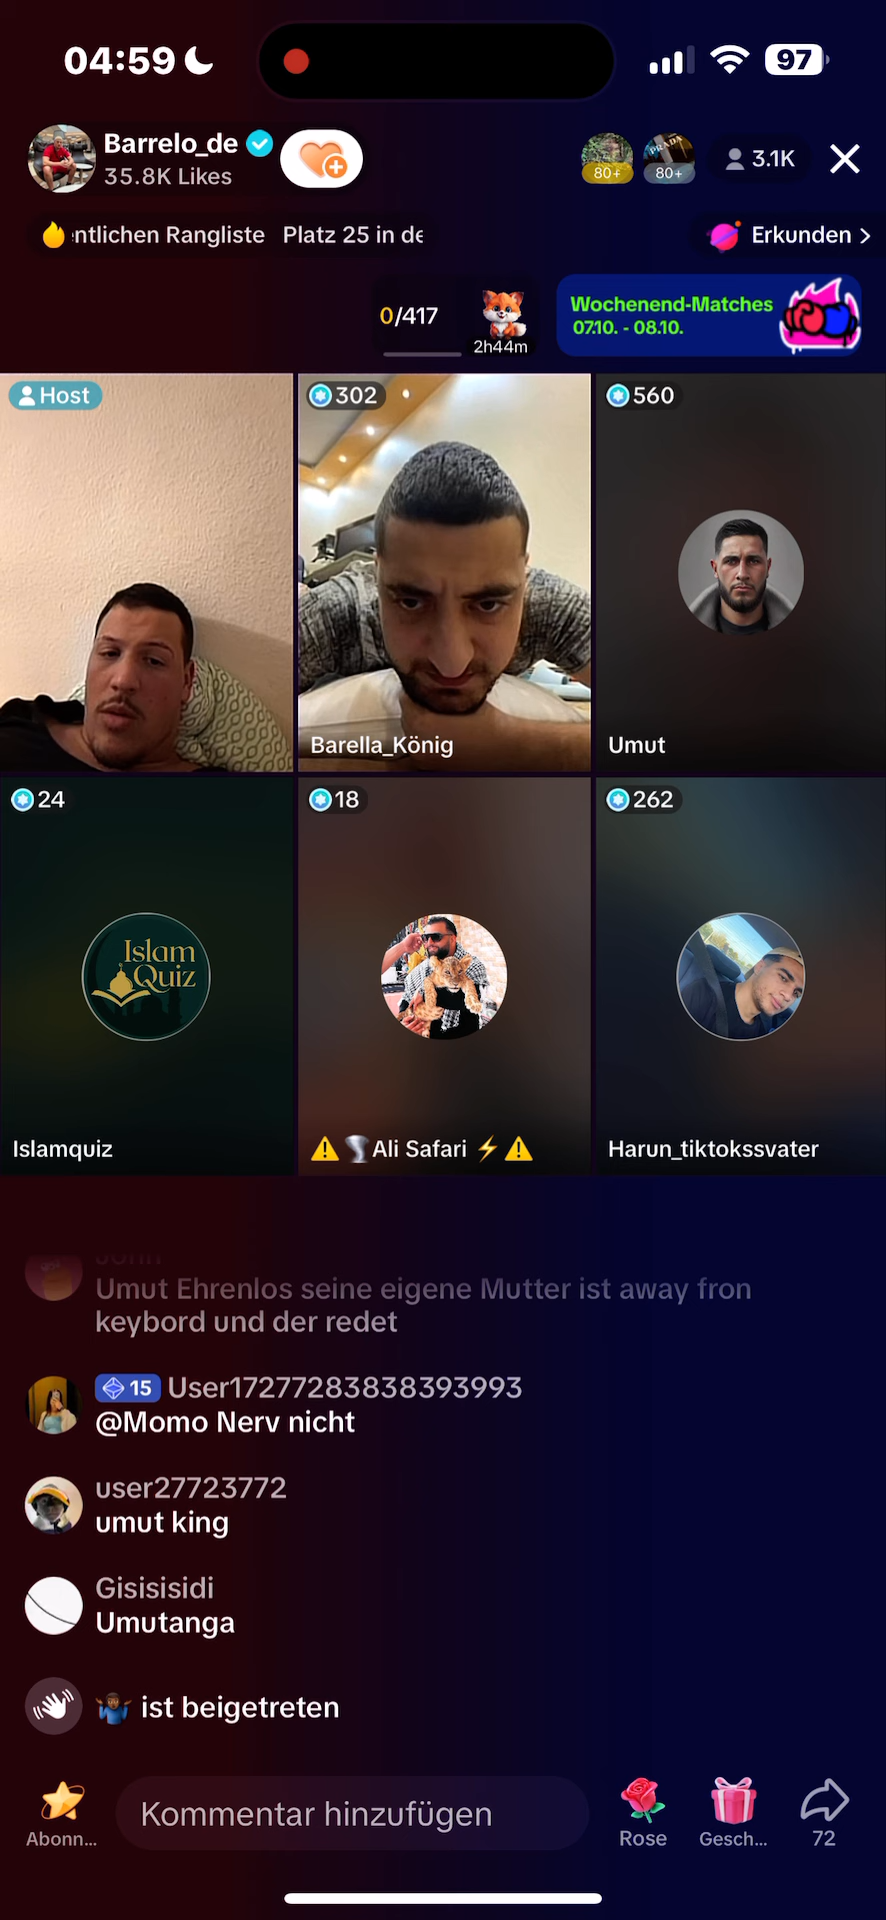 04:59
97
Barrelo_de
35.8K Likes
80+
PRADA
80+
3.1K
entlichen Rangliste Platz 25 in de
Erkunden >
0/417
2h44m
Wochenend-Matches
07.10. - 08.10.
Host
302
560
Barella_König
Umut
24
18
262
Islam
Quiz
Islamquiz
⚠️🌪️Ali Safari ⚡⚠️
Harun_tiktokssvater
John
Umut Ehrenlos seine eigene Mutter ist away fron
keybord und der redet
15 User17277283838393993
@Momo Nerv nicht
user27723772
umut king
Gisisisidi
Umutanga
🤷🏾‍♂️ ist beigetreten
Kommentar hinzufügen
Abonn...
Rose
Gesch...
72